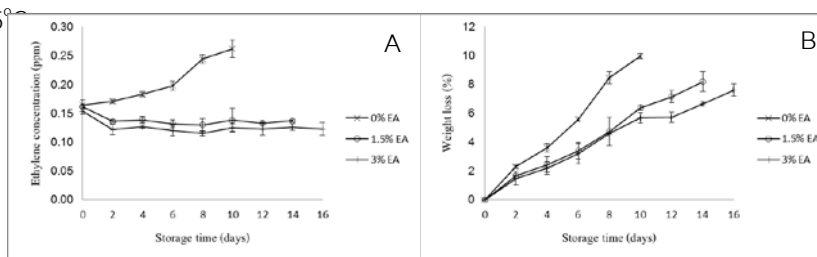 5°C
A
Ethylene concentration (ppm)
0.30
0.25
0.20
0.15
0.10
0.05
0.00
0 2 4 6 8 10 12 14 16
Storage time (days)
0% EA
1.5% EA
3% EA
B
Weight loss (%)
12
10
8
6
4
2
0
0 2 4 6 8 10 12 14 16
Storage time (days)
0% EA
1.5% EA
3% EA